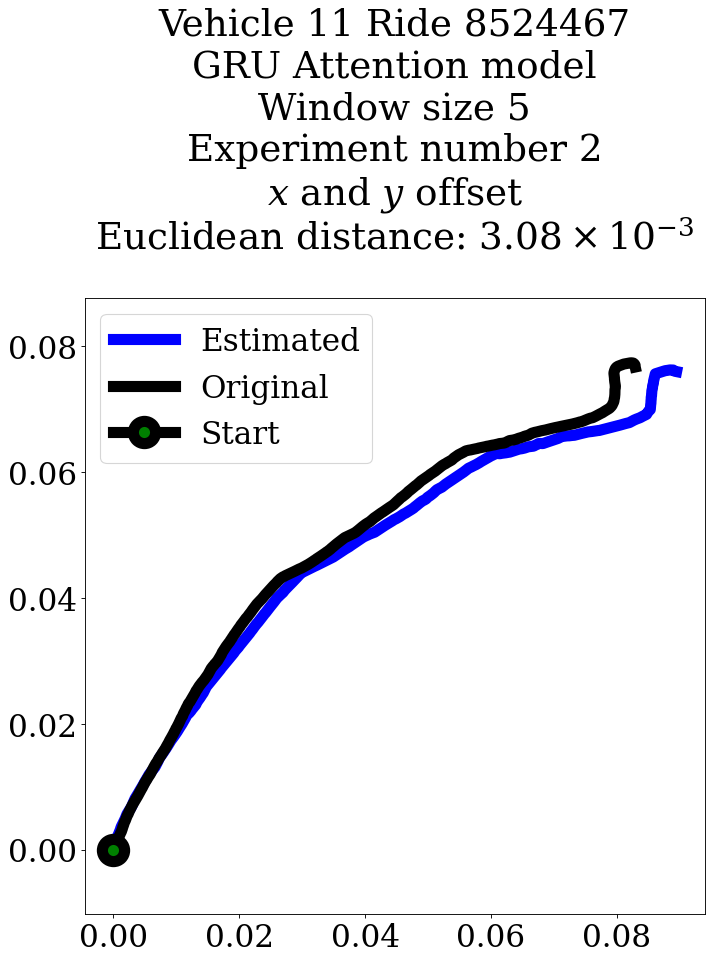 Vehicle 11 Ride 8524467
GRU Attention model
Window size 5
Experiment number 2
x and y offset
Euclidean distance: 3.08 × 10⁻³
Estimated
Original
Start
0.08
0.06
0.04
0.02
0.00
0.00 0.02 0.04 0.06 0.08